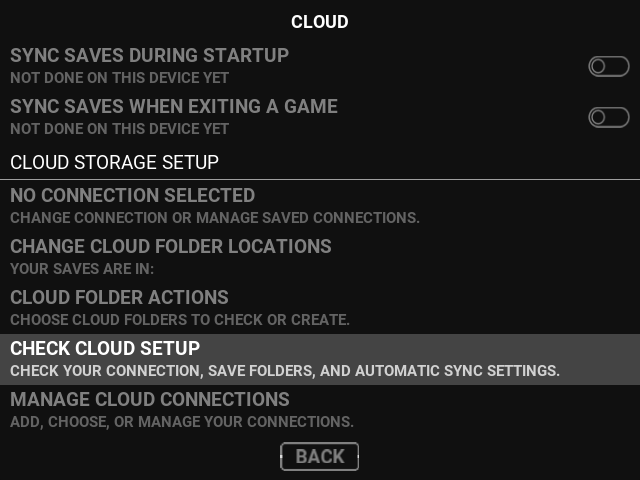 CLOUD
SYNC SAVES DURING STARTUP
NOT DONE ON THIS DEVICE YET
SYNC SAVES WHEN EXITING A GAME
NOT DONE ON THIS DEVICE YET
CLOUD STORAGE SETUP
NO CONNECTION SELECTED
CHANGE CONNECTION OR MANAGE SAVED CONNECTIONS.
CHANGE CLOUD FOLDER LOCATIONS
YOUR SAVES ARE IN:
CLOUD FOLDER ACTIONS
CHOOSE CLOUD FOLDERS TO CHECK OR CREATE.
CHECK CLOUD SETUP
CHECK YOUR CONNECTION, SAVE FOLDERS, AND AUTOMATIC SYNC SETTINGS.
MANAGE CLOUD CONNECTIONS
ADD, CHOOSE, OR MANAGE YOUR CONNECTIONS.
BACK